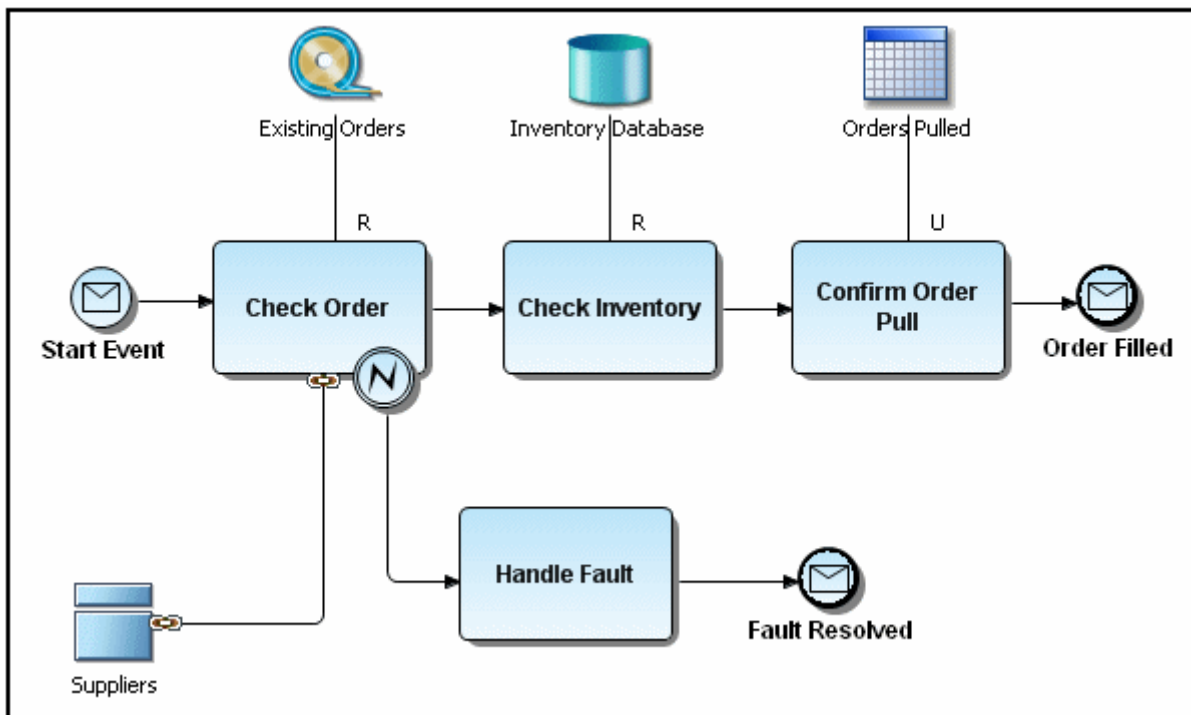 Existing Orders
Inventory Database
Orders Pulled
R
R
U
Check Order
Check Inventory
Confirm Order
Pull
Start Event
Order Filled
Handle Fault
Fault Resolved
Suppliers